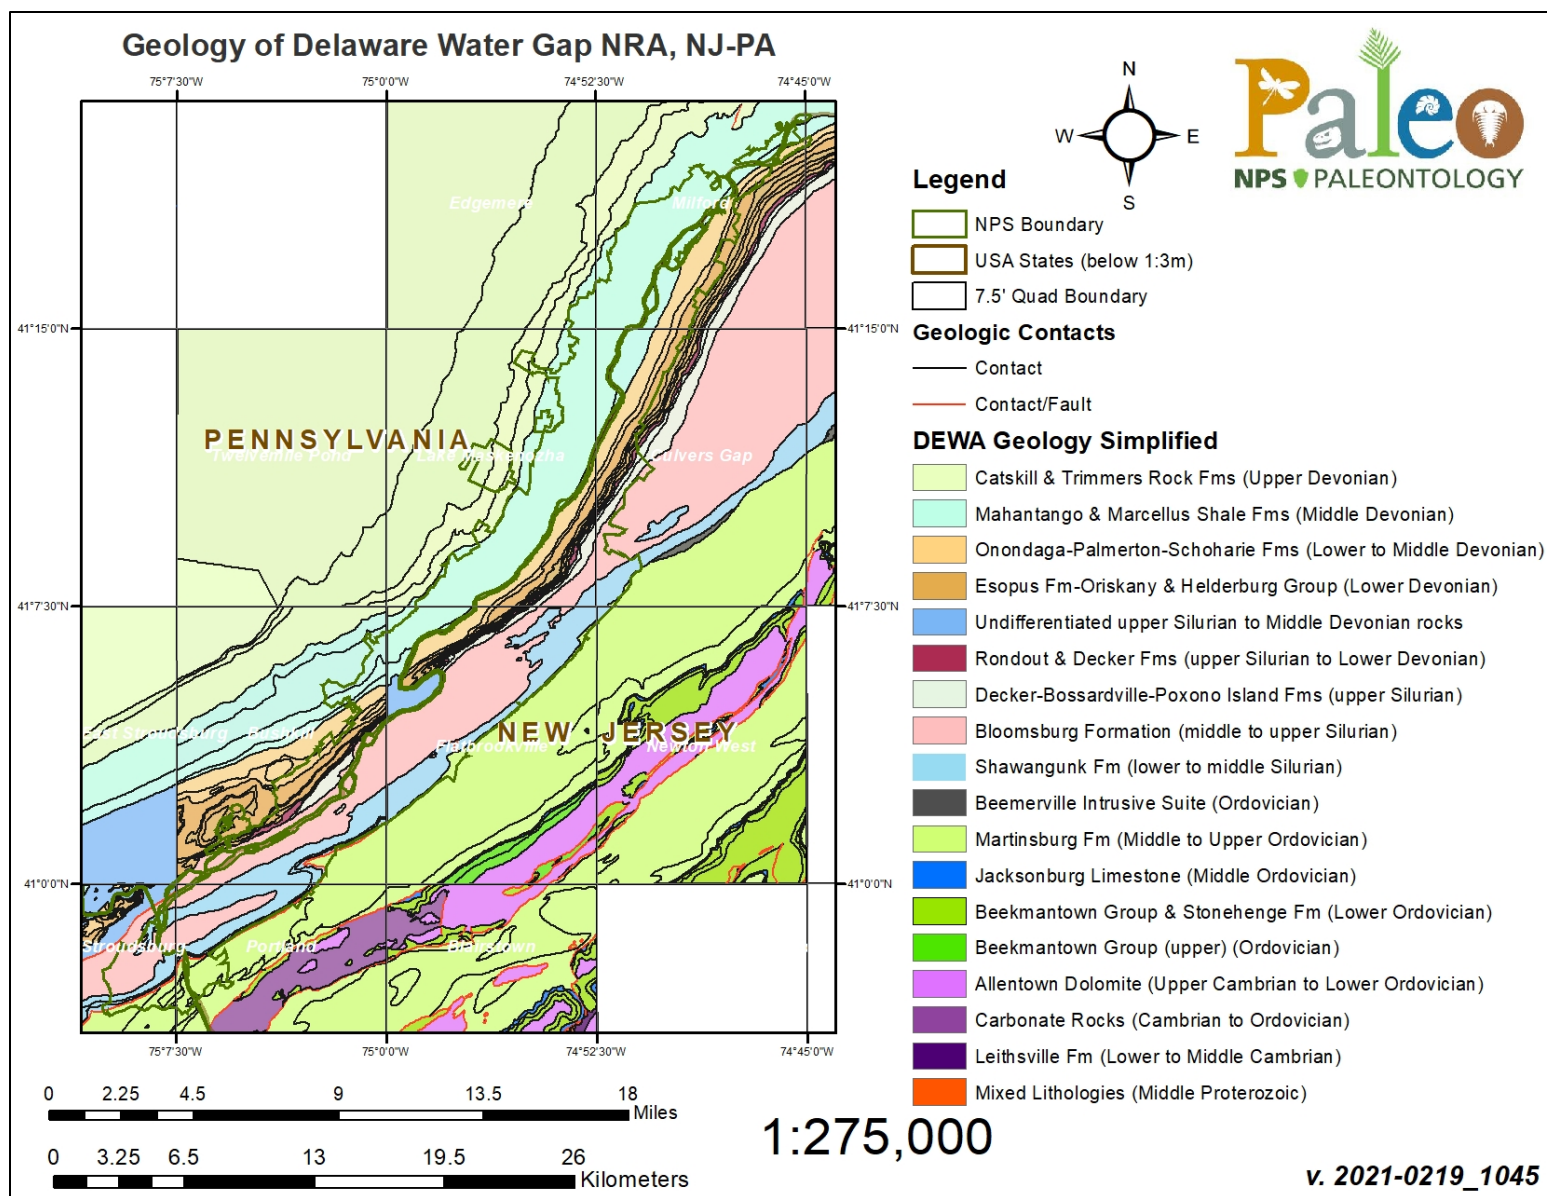 Geology of Delaware Water Gap NRA, NJ-PA
75°7'30"W
75°0'0"W
74°52'30"W
74°45'0"W
41°15'0"N
41°15'0"N
41°7'30"N
41°7'30"N
41°0'0"N
41°0'0"N
Edgemere
Milford
PENNSYLVANIA
Twelvemile Pond
Lake Maskenozha
Culvers Gap
East Stroudsburg
Bushkill
NEW JERSEY
Flatbrookville
Newton West
Stroudsburg
Portland
Blairstown
75°7'30"W
75°0'0"W
74°52'30"W
74°45'0"W
N
W
E
S
Paleo
NPS PALEONTOLOGY
Legend
NPS Boundary
USA States (below 1:3m)
7.5' Quad Boundary
Geologic Contacts
Contact
Contact/Fault
DEWA Geology Simplified
Catskill & Trimmers Rock Fms (Upper Devonian)
Mahantango & Marcellus Shale Fms (Middle Devonian)
Onondaga-Palmerton-Schoharie Fms (Lower to Middle Devonian)
Esopus Fm-Oriskany & Helderburg Group (Lower Devonian)
Undifferentiated upper Silurian to Middle Devonian rocks
Rondout & Decker Fms (upper Silurian to Lower Devonian)
Decker-Bossardville-Poxono Island Fms (upper Silurian)
Bloomsburg Formation (middle to upper Silurian)
Shawangunk Fm (lower to middle Silurian)
Beemerville Intrusive Suite (Ordovician)
Martinsburg Fm (Middle to Upper Ordovician)
Jacksonburg Limestone (Middle Ordovician)
Beekmantown Group & Stonehenge Fm (Lower Ordovician)
Beekmantown Group (upper) (Ordovician)
Allentown Dolomite (Upper Cambrian to Lower Ordovician)
Carbonate Rocks (Cambrian to Ordovician)
Leithsville Fm (Lower to Middle Cambrian)
Mixed Lithologies (Middle Proterozoic)
0 2.25 4.5 9 13.5 18
Miles
0 3.25 6.5 13 19.5 26
Kilometers
1:275,000
v. 2021-0219_1045